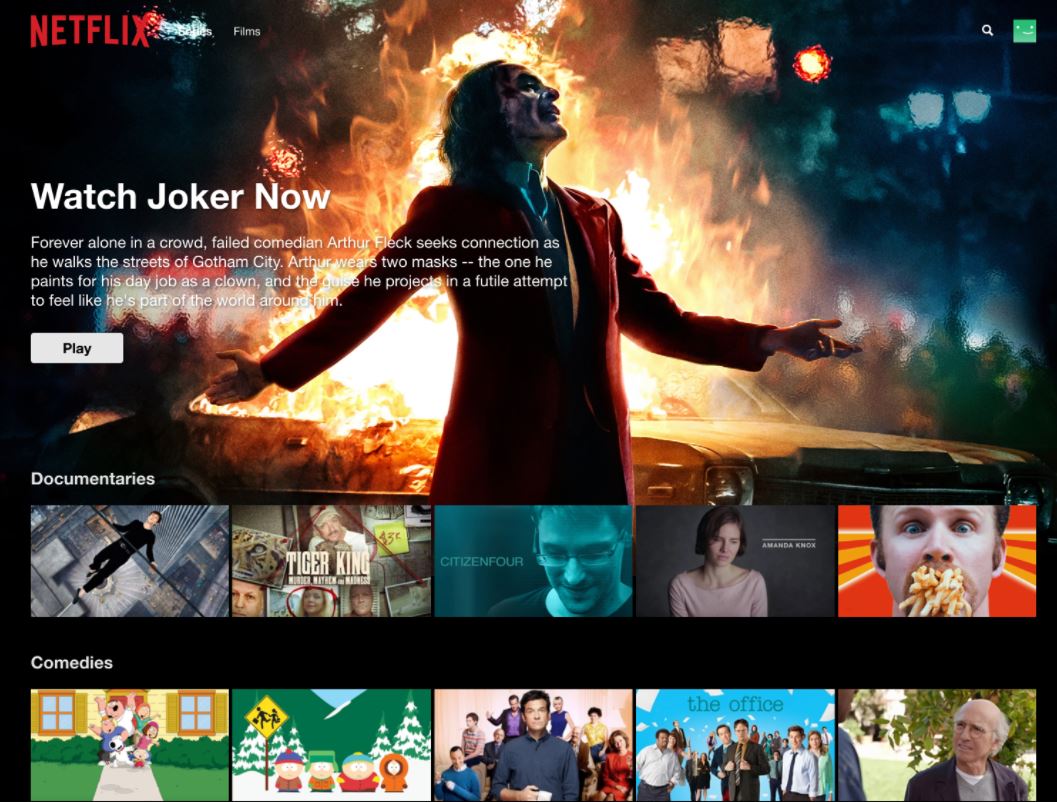 NETFLIX
Series
Films
Watch Joker Now
Forever alone in a crowd, failed comedian Arthur Fleck seeks connection as
he walks the streets of Gotham City. Arthur wears two masks -- the one he
paints for his day job as a clown, and the guise he projects in a futile attempt
to feel like he's part of the world around him.
Play
Documentaries
TIGER KING
MURDER, MAYHEM AND MADNESS
CITIZENFOUR
AMANDA KNOX
Comedies
the office